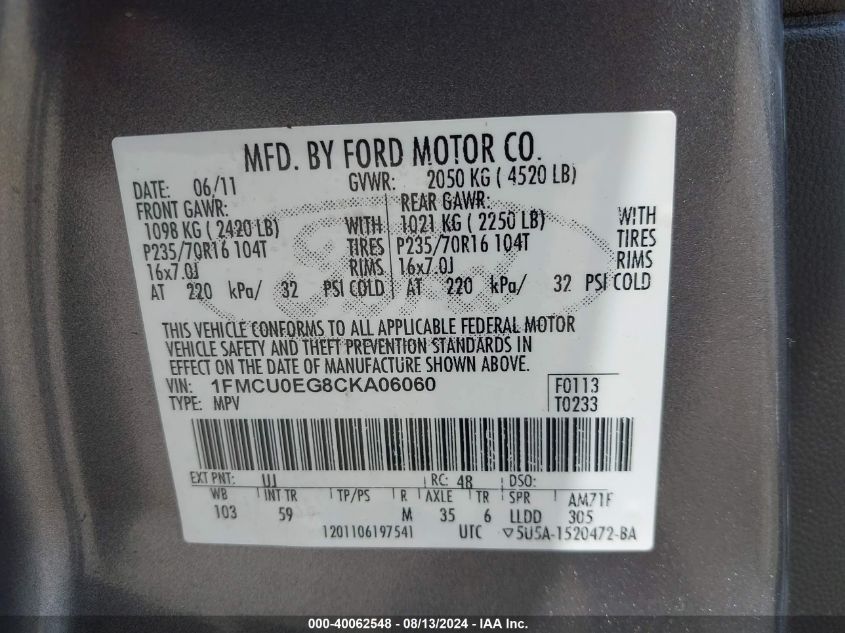 MFD. BY FORD MOTOR CO.
DATE: 06/11 GVWR: 2050 KG ( 4520 LB)
FRONT GAWR: REAR GAWR:
1098 KG ( 2420 LB) WITH 1021 KG ( 2250 LB) WITH
P235/70R16 104T TIRES P235/70R16 104T TIRES
16x7.0J RIMS 16x7.0J RIMS
AT 220 kPa/ 32 PSI COLD AT 220 kPa/ 32 PSI COLD
Ford
THIS VEHICLE CONFORMS TO ALL APPLICABLE FEDERAL MOTOR
VEHICLE SAFETY AND THEFT PREVENTION STANDARDS IN
EFFECT ON THE DATE OF MANUFACTURE SHOWN ABOVE.
VIN: 1FMCU0EG8CKA06060 F0113
TYPE: MPV T0233
EXT PNT: UJ RC: 48 DSO:
WB INT TR TP/PS R AXLE TR SPR AM71F
103 59 M 35 6 LLDD 305
1201106197541 UTC ▽5U5A-1520472-BA
000-40062548 - 08/13/2024 - IAA Inc.